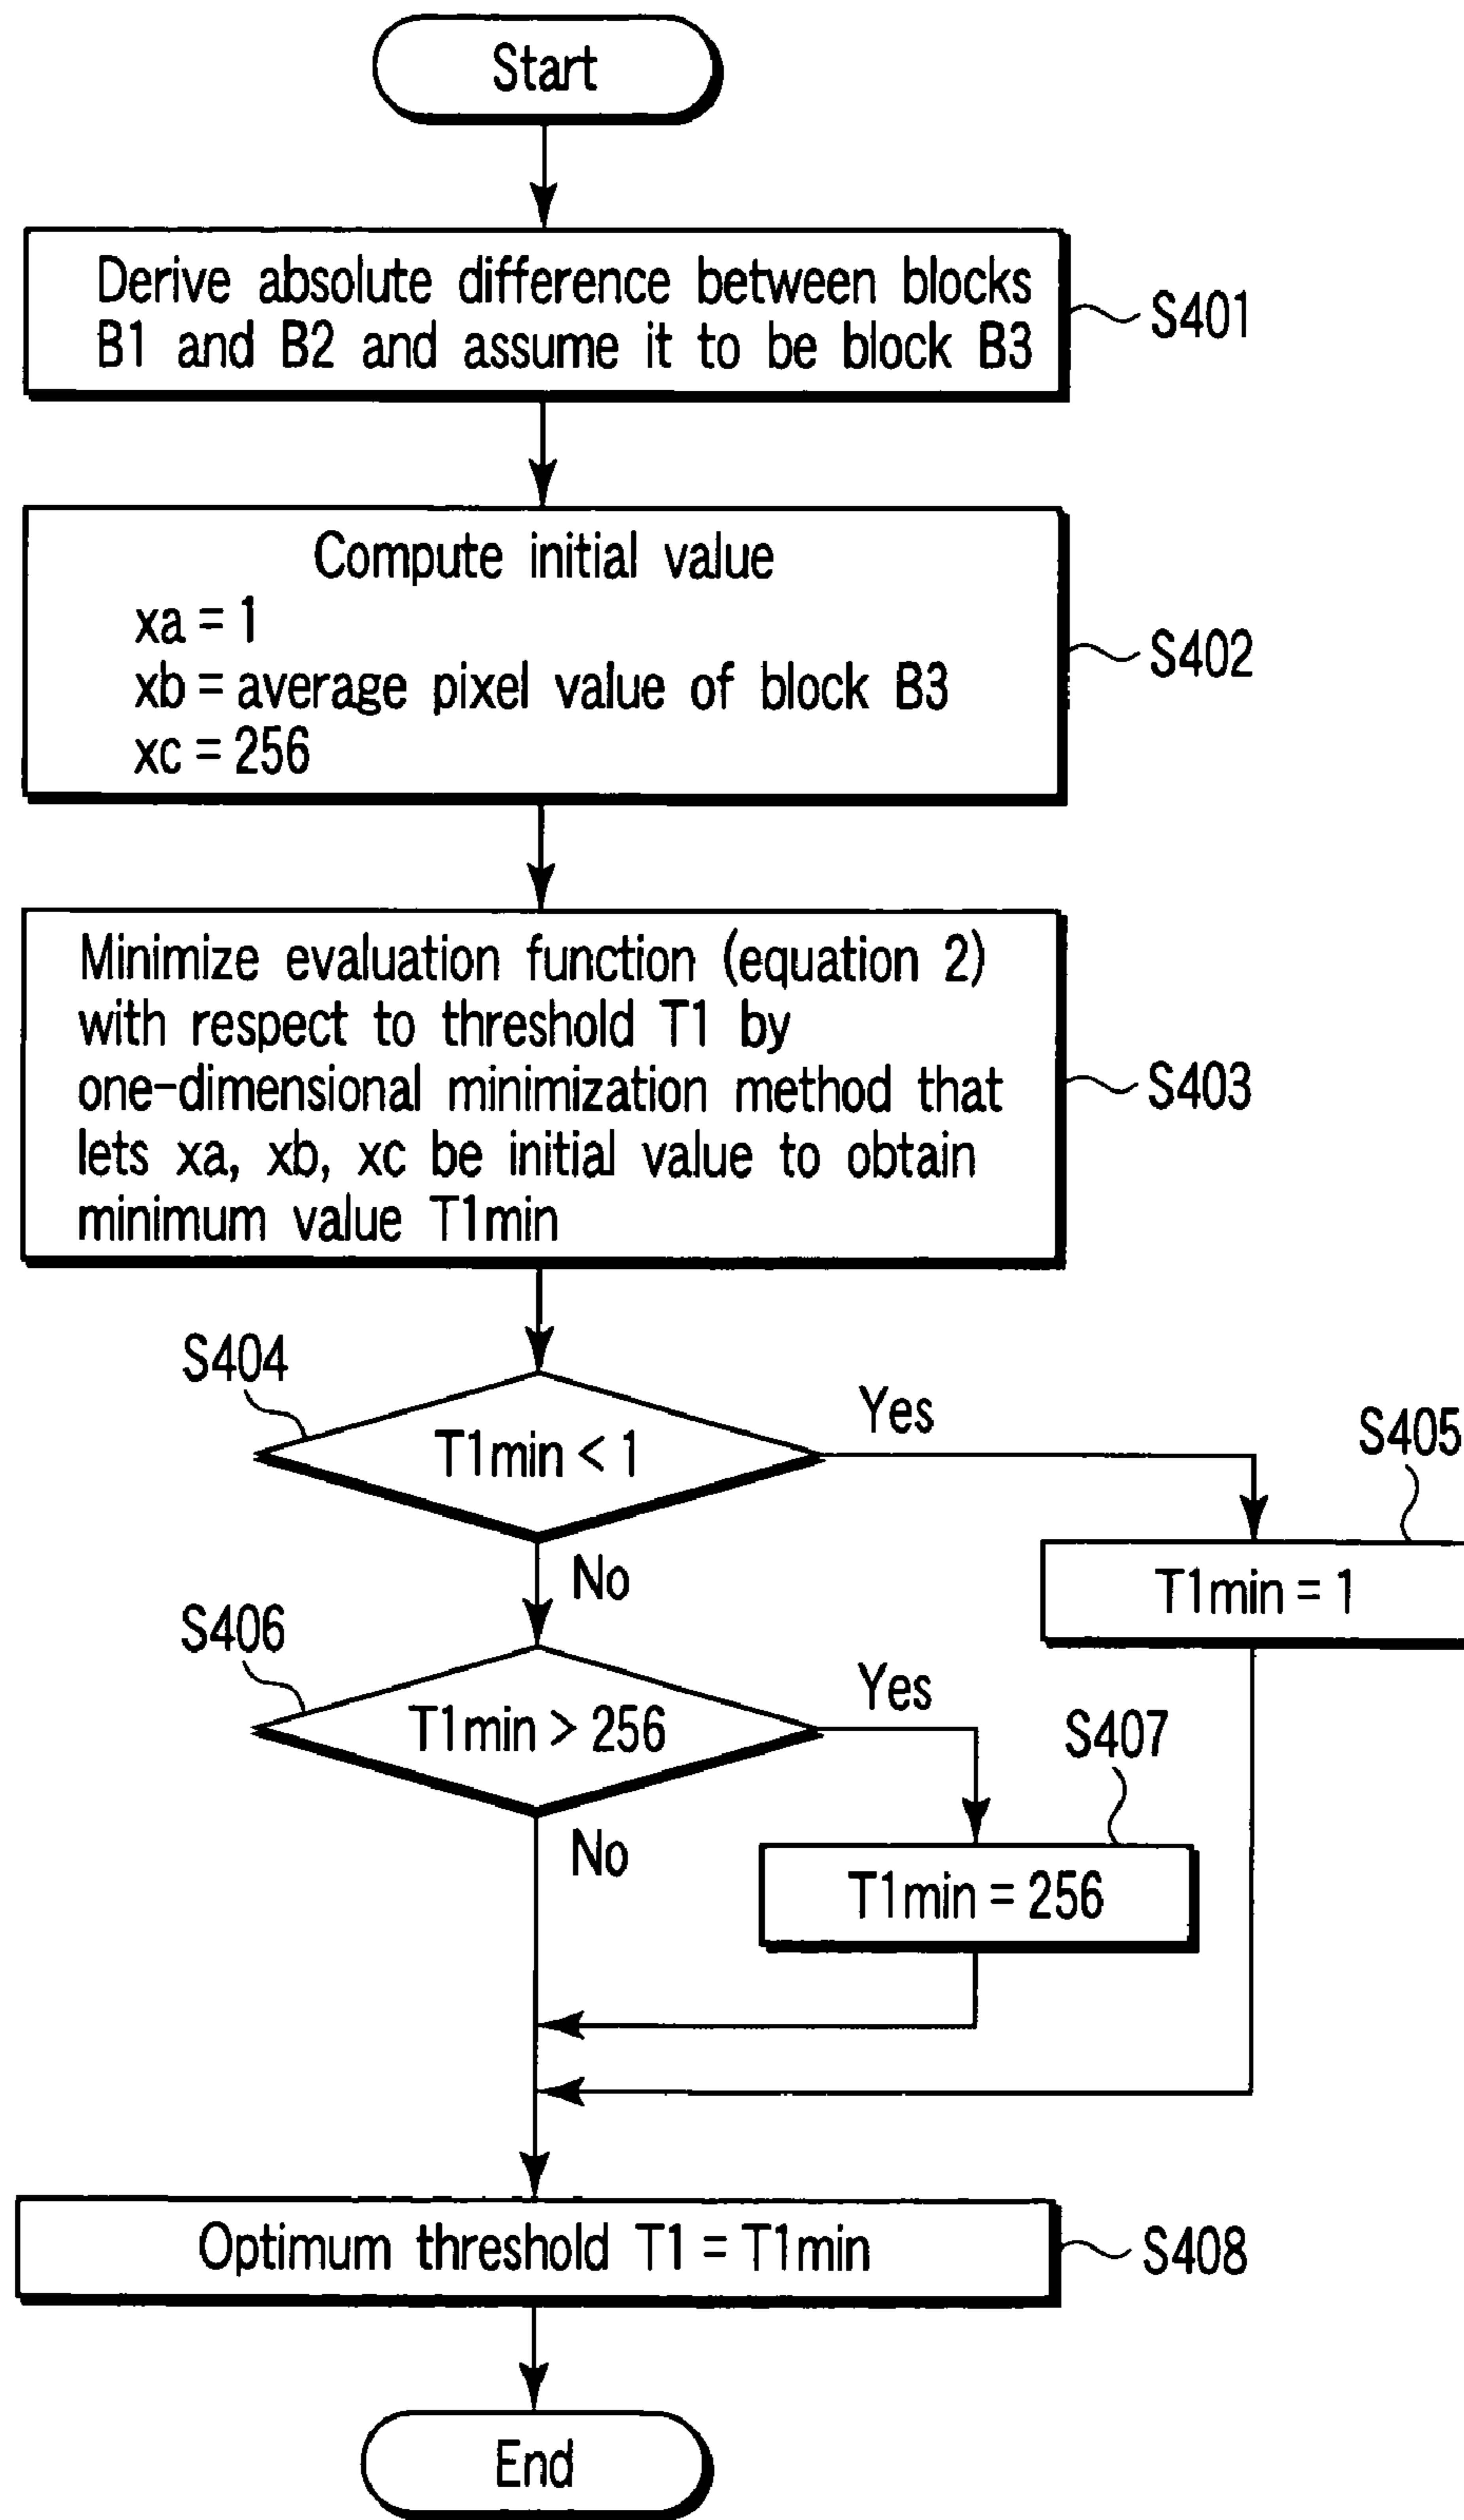 Start
Derive absolute difference between blocks
B1 and B2 and assume it to be block B3
S401
Compute initial value
xa = 1
xb = average pixel value of block B3
xc = 256
S402
Minimize evaluation function (equation 2)
with respect to threshold T1 by
one-dimensional minimization method that
lets xa, xb, xc be initial value to obtain
minimum value T1min
S403
S404
T1min < 1
Yes
S405
No
T1min = 1
S406
T1min > 256
Yes
S407
No
T1min = 256
Optimum threshold T1 = T1min
S408
End